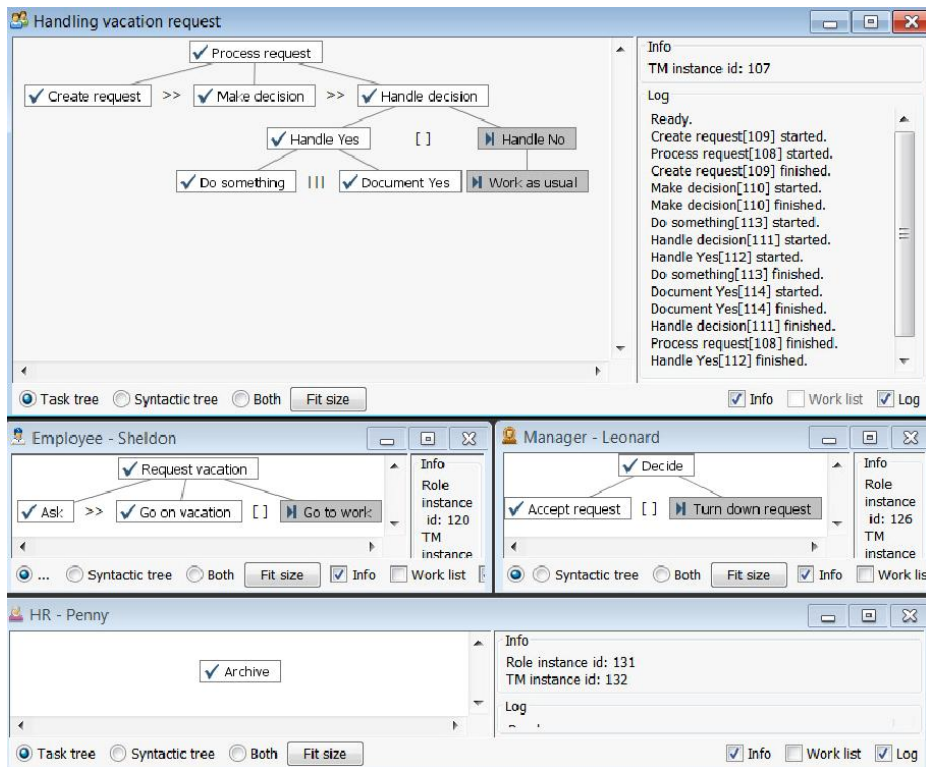 Handling vacation request
Process request
Create request >> Make decision >> Handle decision
Handle Yes [ ] Handle No
Do something ||| Document Yes Work as usual
Info
TM instance id: 107
Log
Ready.
Create request[109] started.
Process request[108] started.
Create request[109] finished.
Make decision[110] started.
Make decision[110] finished.
Do something[113] started.
Handle decision[111] started.
Handle Yes[112] started.
Do something[113] finished.
Document Yes[114] started.
Document Yes[114] finished.
Handle decision[111] finished.
Process request[108] finished.
Handle Yes[112] finished.
Task tree Syntactic tree Both Fit size Info Work list Log
Employee - Sheldon
Request vacation
Ask >> Go on vacation [ ] Go to work
Info
Role
instance
id: 120
TM
instance
... Syntactic tree Both Fit size Info Work list
Manager - Leonard
Decide
Accept request [ ] Turn down request
Info
Role
instance
id: 126
TM
instance
Syntactic tree Both Fit size Info Work lis
HR - Penny
Archive
Info
Role instance id: 131
TM instance id: 132
Log
Task tree Syntactic tree Both Fit size Info Work list Log